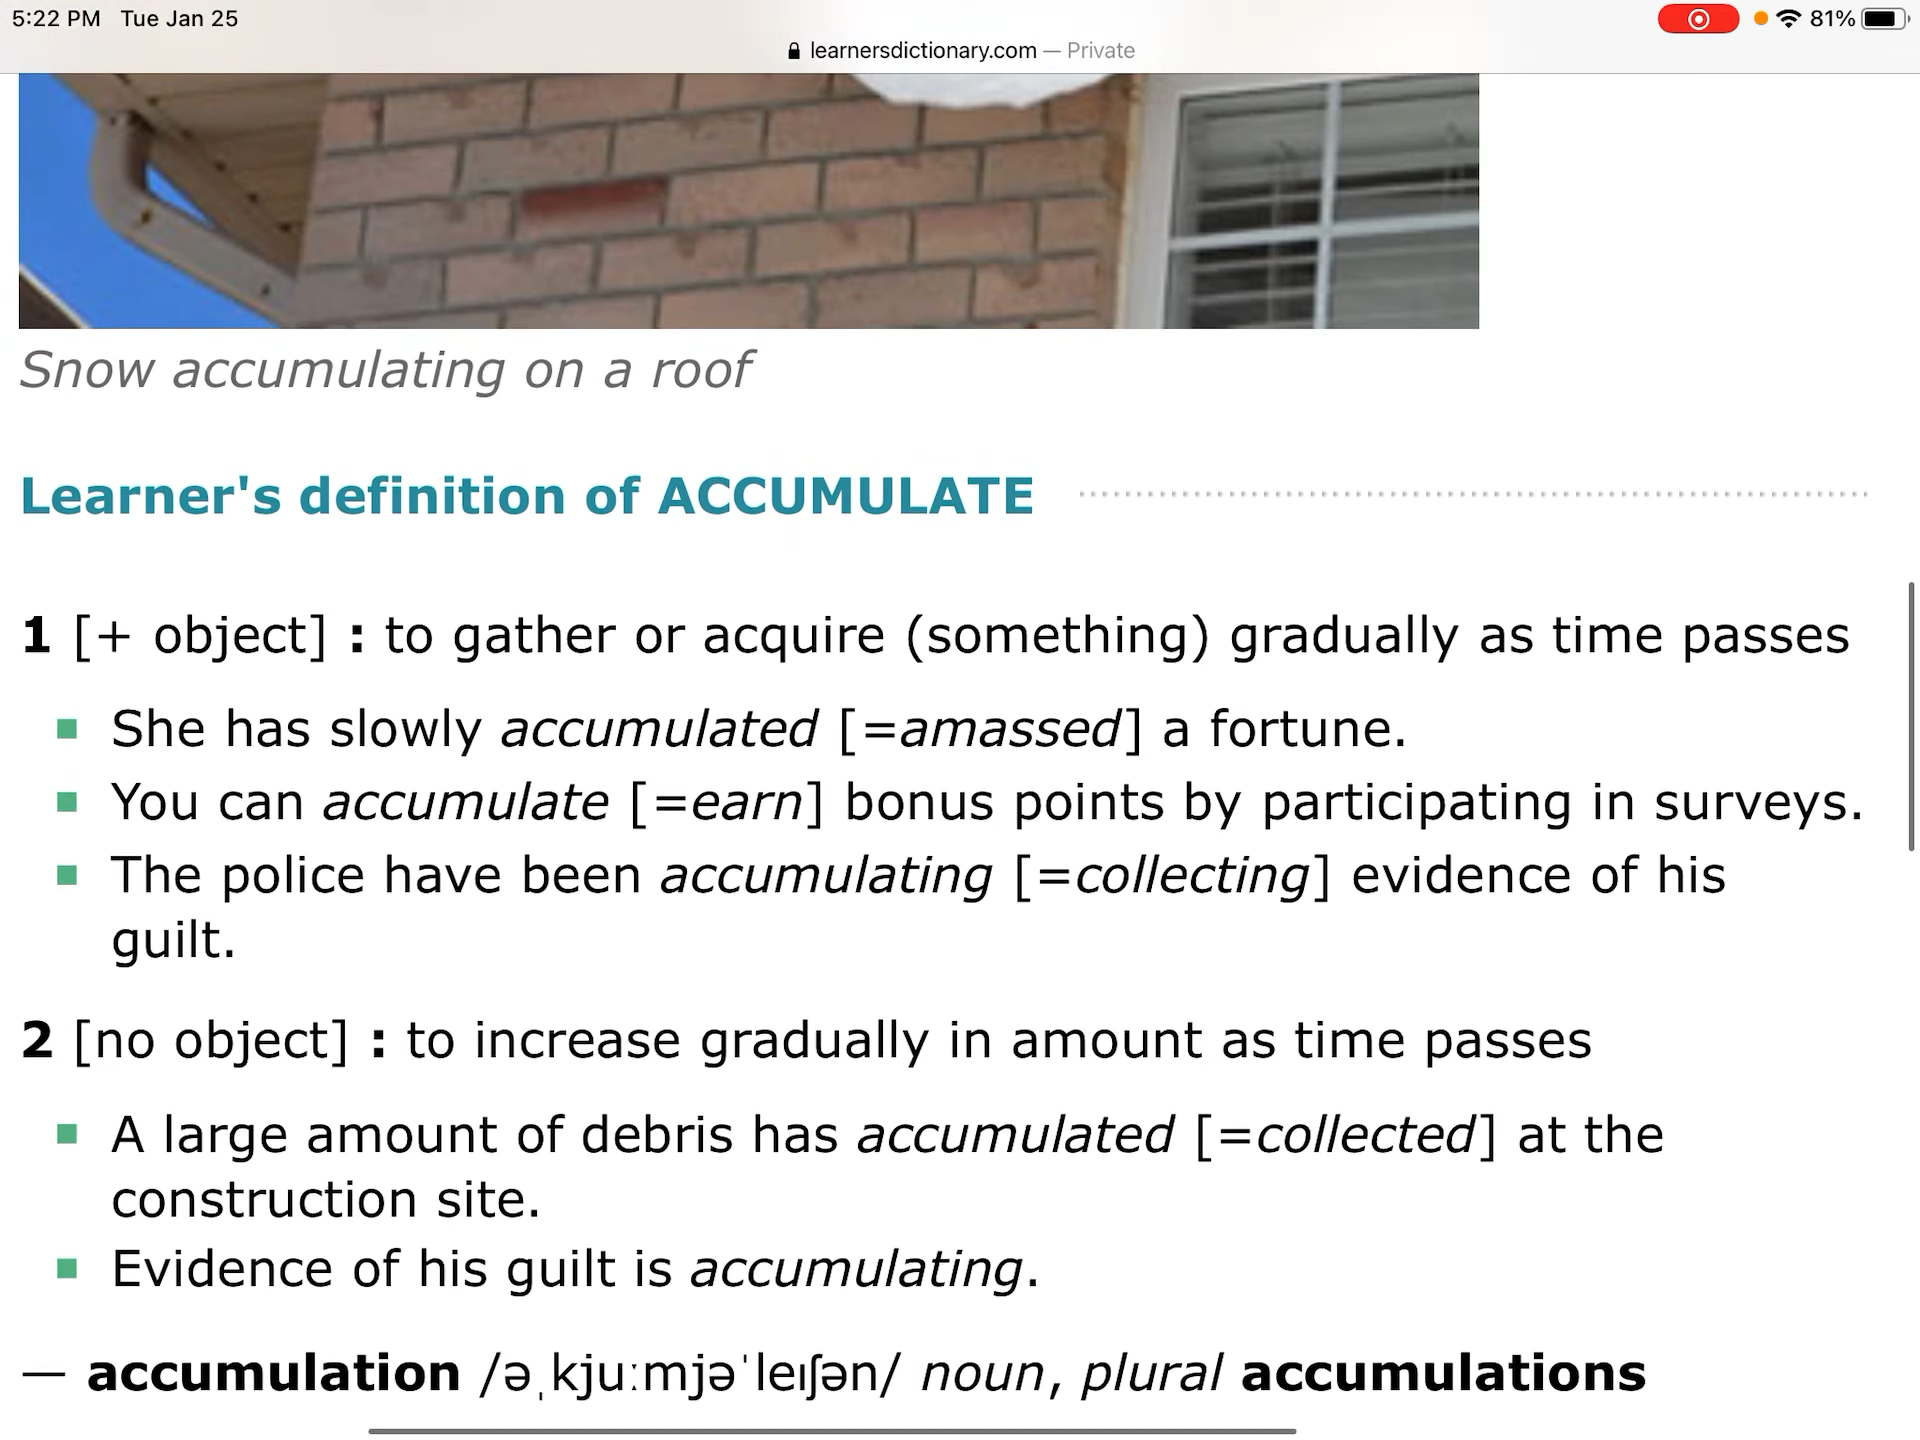 5:22 PM Tue Jan 25
81%
learnersdictionary.com — Private
Snow accumulating on a roof
Learner's definition of ACCUMULATE
1 [+ object] : to gather or acquire (something) gradually as time passes
■ She has slowly accumulated [=amassed] a fortune.
■ You can accumulate [=earn] bonus points by participating in surveys.
■ The police have been accumulating [=collecting] evidence of his
guilt.
2 [no object] : to increase gradually in amount as time passes
■ A large amount of debris has accumulated [=collected] at the
construction site.
■ Evidence of his guilt is accumulating.
— accumulation /əˌkjuːmjəˈleɪʃən/ noun, plural accumulations